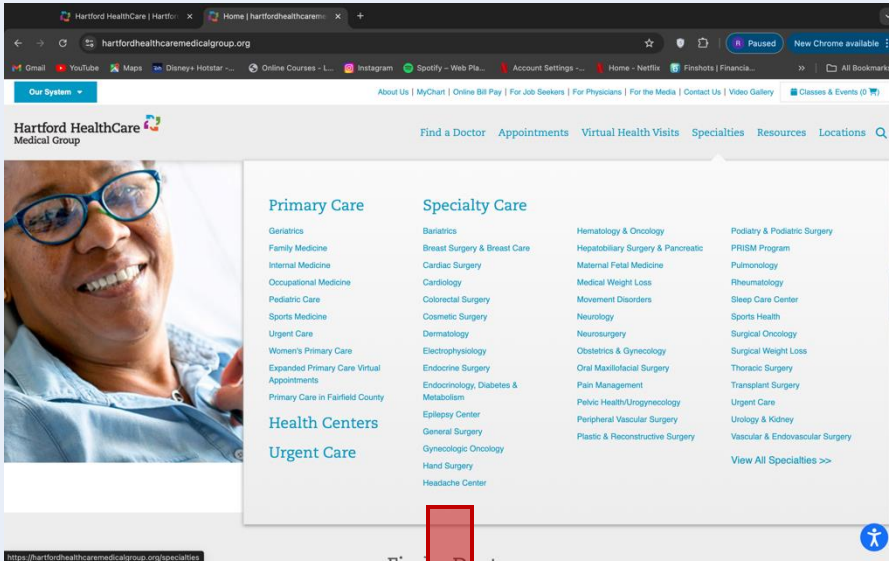 Hartford HealthCare | Hartfor
Home | hartfordhealthcareme
hartfordhealthcaremedicalgroup.org
R Paused
New Chrome available
Gmail YouTube Maps Disney+ Hotstar -... Online Courses - L... Instagram Spotify – Web Pla... Account Settings -... Home - Netflix Finshots | Financia... » All Bookmarks
Our System
About Us | MyChart | Online Bill Pay | For Job Seekers | For Physicians | For the Media | Contact Us | Video Gallery
Classes & Events (0)
Hartford HealthCare
Medical Group
Find a Doctor Appointments Virtual Health Visits Specialties Resources Locations
Primary Care
Geriatrics
Family Medicine
Internal Medicine
Occupational Medicine
Pediatric Care
Sports Medicine
Urgent Care
Women's Primary Care
Expanded Primary Care Virtual
Appointments
Primary Care in Fairfield County
Health Centers
Urgent Care
Specialty Care
Bariatrics
Breast Surgery & Breast Care
Cardiac Surgery
Cardiology
Colorectal Surgery
Cosmetic Surgery
Dermatology
Electrophysiology
Endocrine Surgery
Endocrinology, Diabetes &
Metabolism
Epilepsy Center
General Surgery
Gynecologic Oncology
Hand Surgery
Headache Center
Hematology & Oncology
Hepatobiliary Surgery & Pancreatic
Maternal Fetal Medicine
Medical Weight Loss
Movement Disorders
Neurology
Neurosurgery
Obstetrics & Gynecology
Oral Maxillofacial Surgery
Pain Management
Pelvic Health/Urogynecology
Peripheral Vascular Surgery
Plastic & Reconstructive Surgery
Podiatry & Podiatric Surgery
PRISM Program
Pulmonology
Rheumatology
Sleep Care Center
Sports Health
Surgical Oncology
Surgical Weight Loss
Thoracic Surgery
Transplant Surgery
Urgent Care
Urology & Kidney
Vascular & Endovascular Surgery
View All Specialties >>
https://hartfordhealthcaremedicalgroup.org/specialties